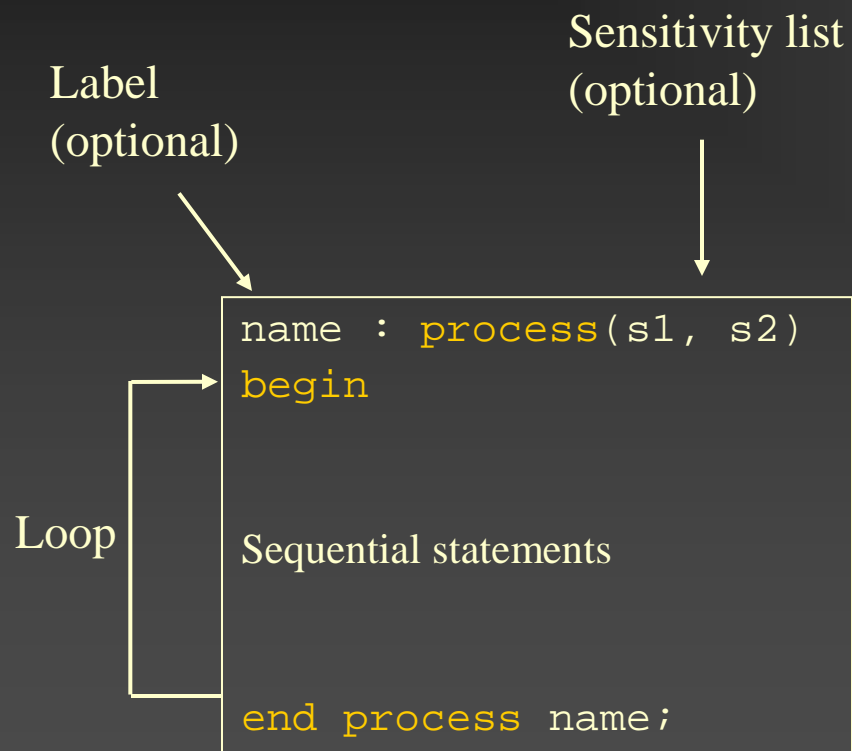 Sensitivity list
(optional)
Label
(optional)
name : process(s1, s2)
begin
Loop
Sequential statements
end process name;